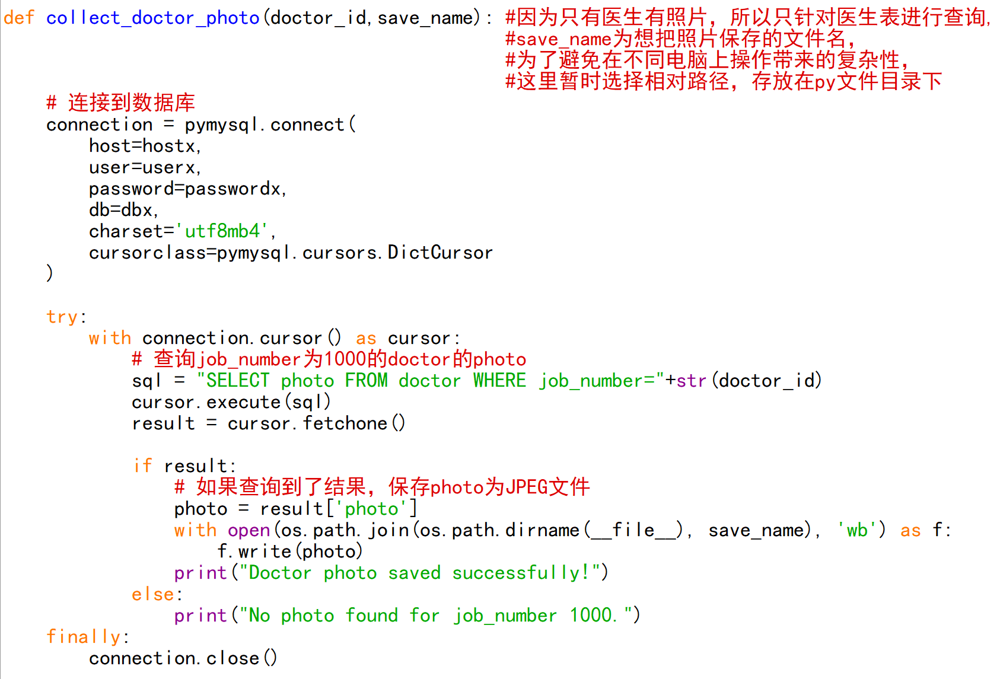 def collect_doctor_photo(doctor_id,save_name): #因为只有医生有照片，所以只针对医生表进行查询,
#save_name为想把照片保存的文件名，
#为了避免在不同电脑上操作带来的复杂性，
#这里暂时选择相对路径，存放在py文件目录下
# 连接到数据库
connection = pymysql.connect(
host=hostx,
user=userx,
password=passwordx,
db=dbx,
charset='utf8mb4',
cursorclass=pymysql.cursors.DictCursor
)
try:
with connection.cursor() as cursor:
# 查询job_number为1000的doctor的photo
sql = "SELECT photo FROM doctor WHERE job_number="+str(doctor_id)
cursor.execute(sql)
result = cursor.fetchone()
if result:
# 如果查询到了结果，保存photo为JPEG文件
photo = result['photo']
with open(os.path.join(os.path.dirname(__file__), save_name), 'wb') as f:
f.write(photo)
print("Doctor photo saved successfully!")
else:
print("No photo found for job_number 1000.")
finally:
connection.close()